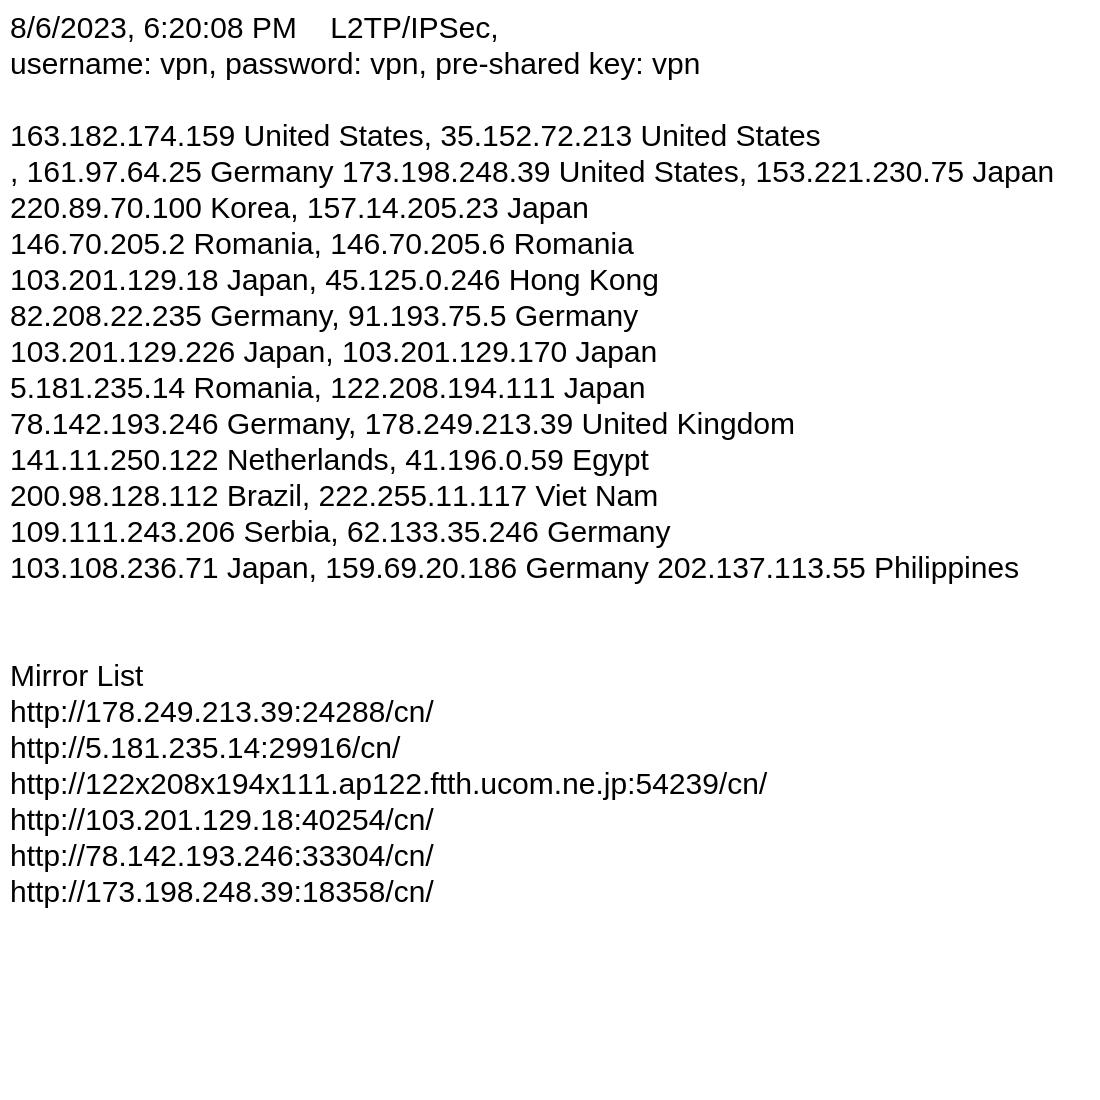 8/6/2023, 6:20:08 PM    L2TP/IPSec,
username: vpn, password: vpn, pre-shared key: vpn
163.182.174.159 United States, 35.152.72.213 United States
, 161.97.64.25 Germany 173.198.248.39 United States, 153.221.230.75 Japan
220.89.70.100 Korea, 157.14.205.23 Japan
146.70.205.2 Romania, 146.70.205.6 Romania
103.201.129.18 Japan, 45.125.0.246 Hong Kong
82.208.22.235 Germany, 91.193.75.5 Germany
103.201.129.226 Japan, 103.201.129.170 Japan
5.181.235.14 Romania, 122.208.194.111 Japan
78.142.193.246 Germany, 178.249.213.39 United Kingdom
141.11.250.122 Netherlands, 41.196.0.59 Egypt
200.98.128.112 Brazil, 222.255.11.117 Viet Nam
109.111.243.206 Serbia, 62.133.35.246 Germany
103.108.236.71 Japan, 159.69.20.186 Germany 202.137.113.55 Philippines
Mirror List
http://178.249.213.39:24288/cn/
http://5.181.235.14:29916/cn/
http://122x208x194x111.ap122.ftth.ucom.ne.jp:54239/cn/
http://103.201.129.18:40254/cn/
http://78.142.193.246:33304/cn/
http://173.198.248.39:18358/cn/